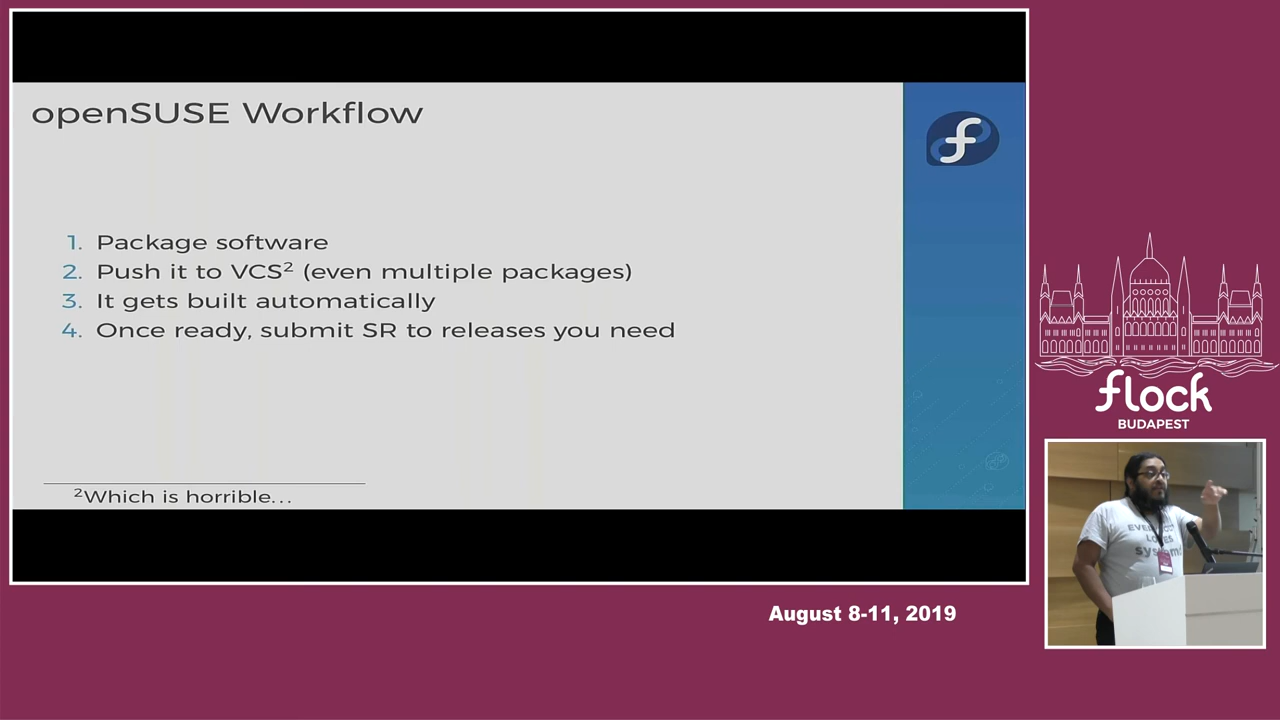 openSUSE Workflow
1. Package software
2. Push it to VCS² (even multiple packages)
3. It gets built automatically
4. Once ready, submit SR to releases you need
²Which is horrible...
flock
BUDAPEST
LOVES
August 8-11, 2019